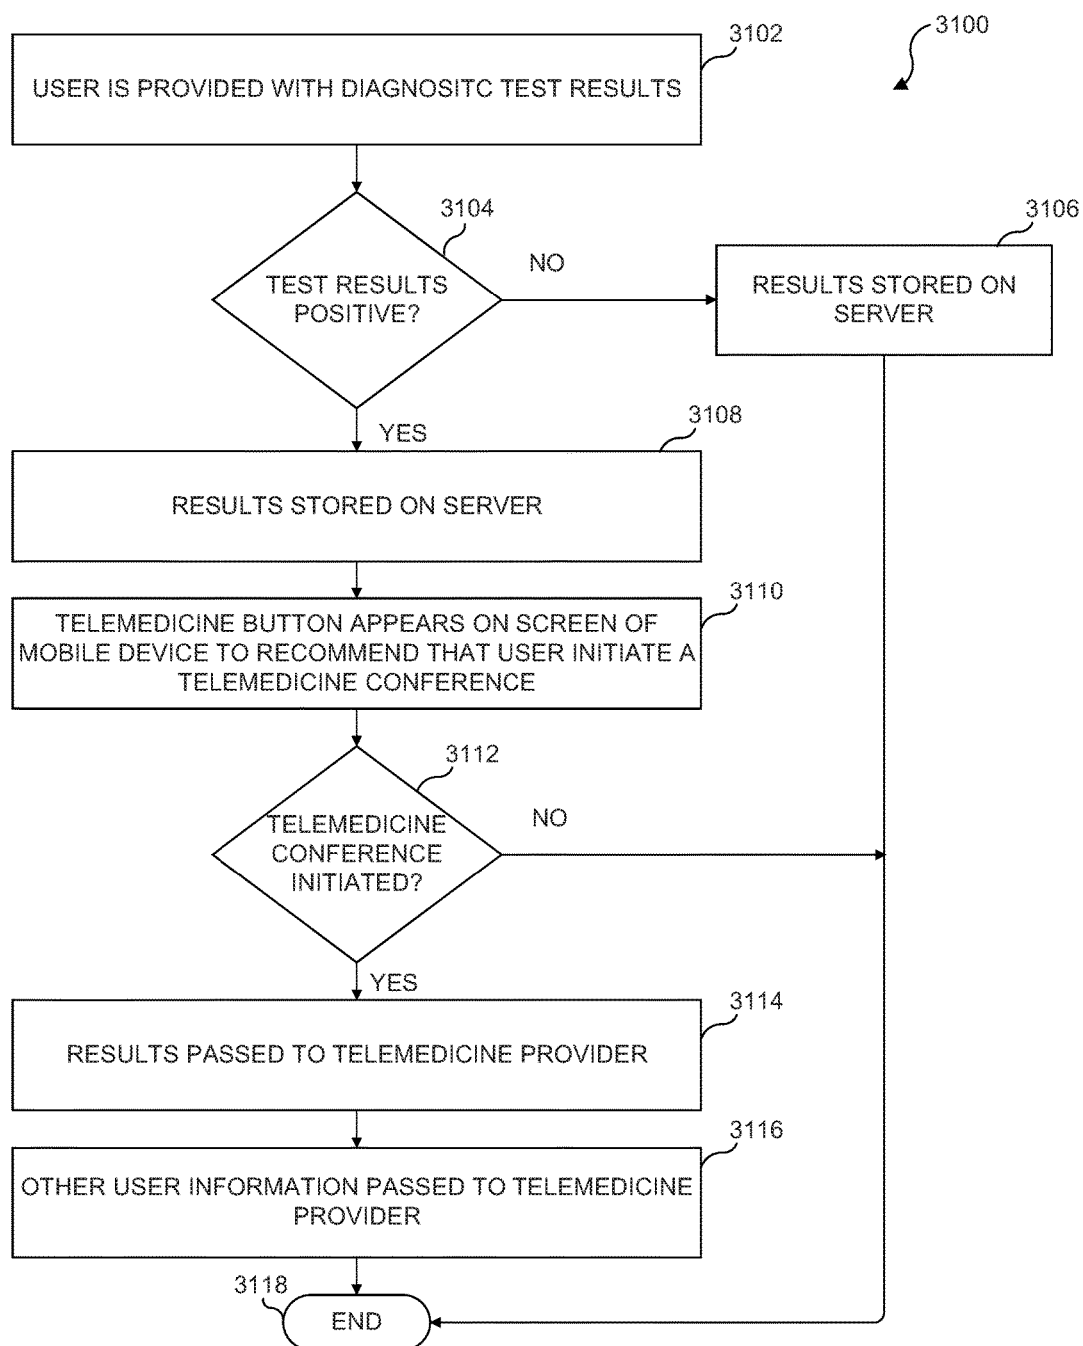 3102
3100
USER IS PROVIDED WITH DIAGNOSITC TEST RESULTS
3104
TEST RESULTS
POSITIVE?
NO
3106
RESULTS STORED ON
SERVER
YES
3108
RESULTS STORED ON SERVER
3110
TELEMEDICINE BUTTON APPEARS ON SCREEN OF
MOBILE DEVICE TO RECOMMEND THAT USER INITIATE A
TELEMEDICINE CONFERENCE
3112
TELEMEDICINE
CONFERENCE
INITIATED?
NO
YES
3114
RESULTS PASSED TO TELEMEDICINE PROVIDER
3116
OTHER USER INFORMATION PASSED TO TELEMEDICINE
PROVIDER
3118
END